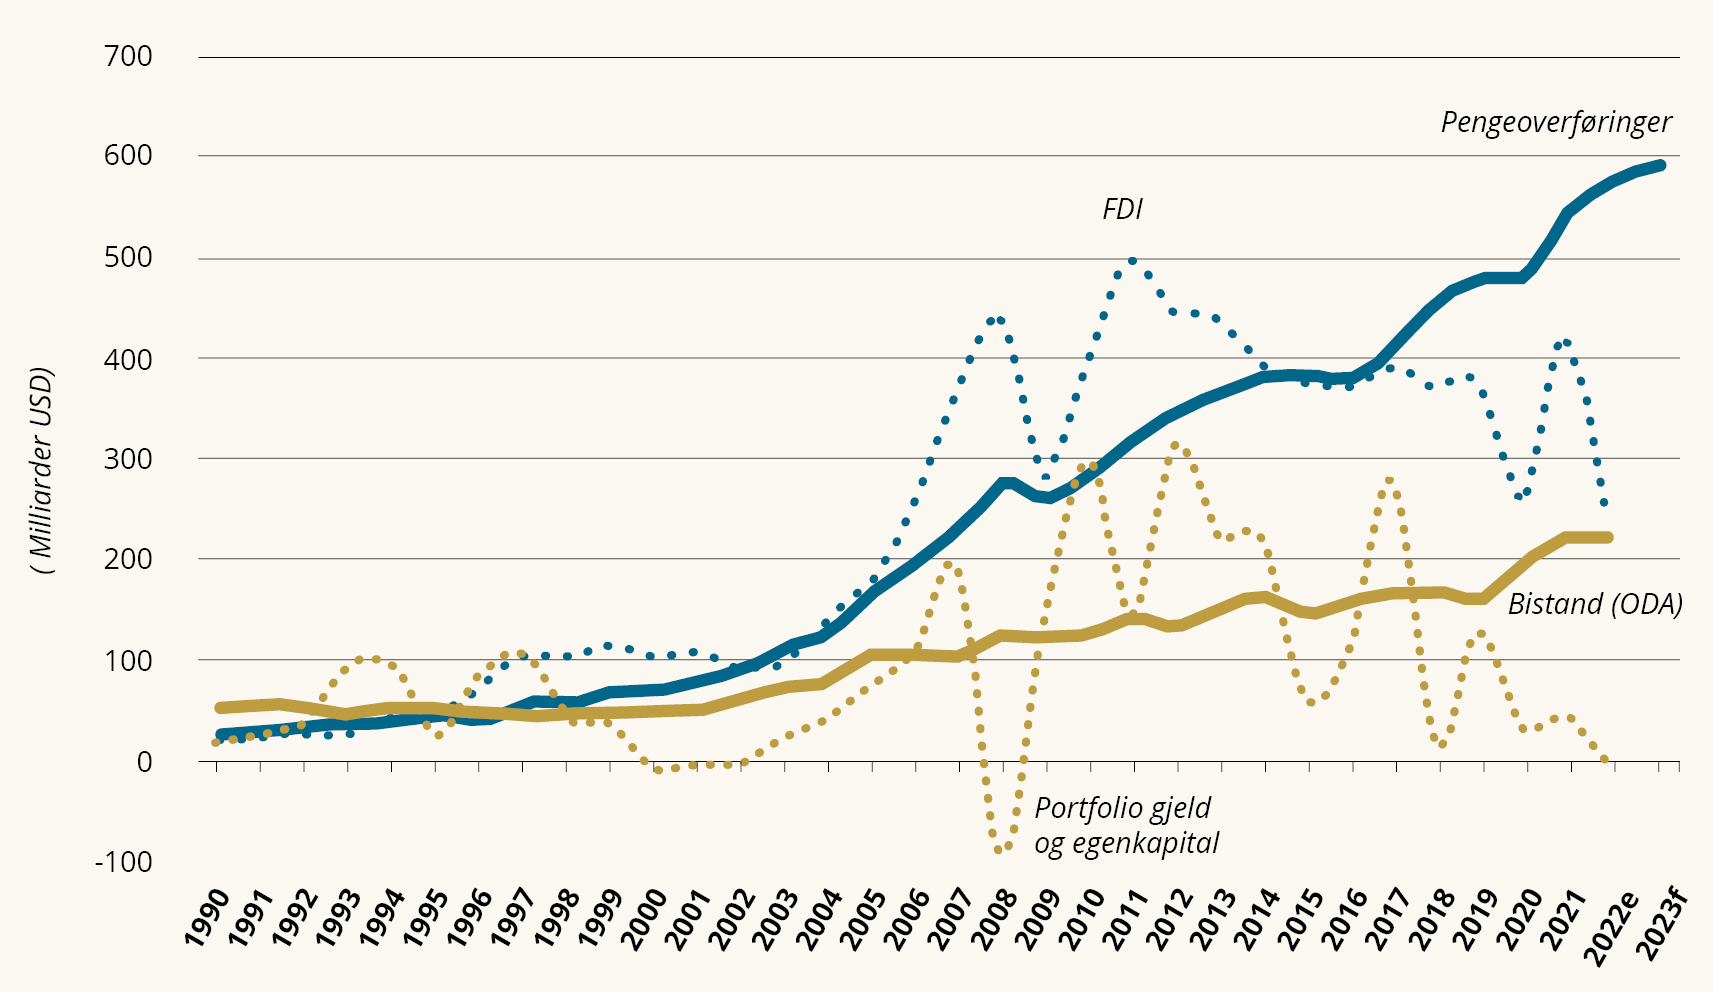 700
Pengeoverføringer
600
FDI
500
400
( Milliarder USD)
300
200
Bistand (ODA)
100
0
Portfolio gjeld
og egenkapital
-100
1990 1991 1992 1993 1994 1995 1996 1997 1998 1999 2000 2001 2002 2003 2004 2005 2006 2007 2008 2009 2010 2011 2012 2013 2014 2015 2016 2017 2018 2019 2020 2021 2022e 2023f